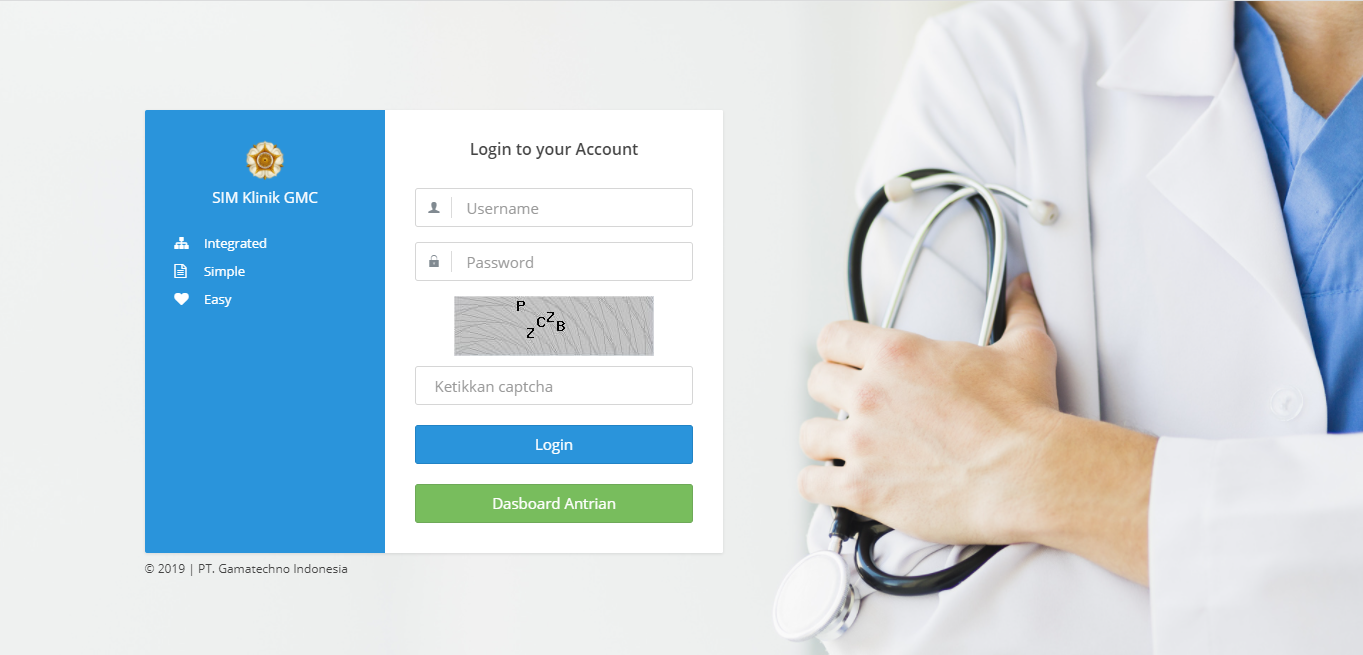 SIM Klinik GMC
Integrated
Simple
Easy
Login to your Account
Username
Password
PZCZB
Ketikkan captcha
Login
Dasboard Antrian
© 2019 | PT. Gamatechno Indonesia